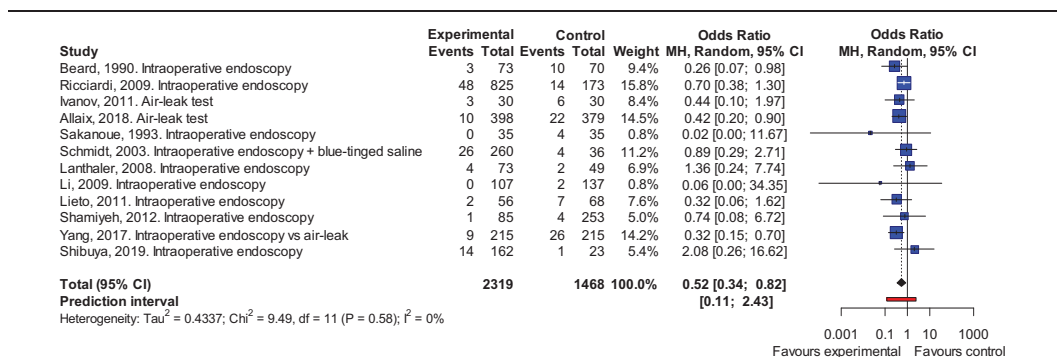 Experimental Control Odds Ratio Odds Ratio
Study Events Total Events Total Weight MH, Random, 95% CI MH, Random, 95% CI
Beard, 1990. Intraoperative endoscopy 3 73 10 70 9.4% 0.26 [0.07; 0.98]
Ricciardi, 2009. Intraoperative endoscopy 48 825 14 173 15.8% 0.70 [0.38; 1.30]
Ivanov, 2011. Air-leak test 3 30 6 30 8.4% 0.44 [0.10; 1.97]
Allaix, 2018. Air-leak test 10 398 22 379 14.5% 0.42 [0.20; 0.90]
Sakanoue, 1993. Intraoperative endoscopy 0 35 4 35 0.8% 0.02 [0.00; 11.67]
Schmidt, 2003. Intraoperative endoscopy + blue-tinged saline 26 260 4 36 11.2% 0.89 [0.29; 2.71]
Lanthaler, 2008. Intraoperative endoscopy 4 73 2 49 6.9% 1.36 [0.24; 7.74]
Li, 2009. Intraoperative endoscopy 0 107 2 137 0.8% 0.06 [0.00; 34.35]
Lieto, 2011. Intraoperative endoscopy 2 56 7 68 7.6% 0.32 [0.06; 1.62]
Shamiyeh, 2012. Intraoperative endoscopy 1 85 4 253 5.0% 0.74 [0.08; 6.72]
Yang, 2017. Intraoperative endoscopy vs air-leak 9 215 26 215 14.2% 0.32 [0.15; 0.70]
Shibuya, 2019. Intraoperative endoscopy 14 162 1 23 5.4% 2.08 [0.26; 16.62]
Total (95% CI) 2319 1468 100.0% 0.52 [0.34; 0.82]
Prediction interval [0.11; 2.43]
Heterogeneity: Tau² = 0.4337; Chi² = 9.49, df = 11 (P = 0.58); I² = 0%
0.001 0.1 1 10 1000
Favours experimental Favours control